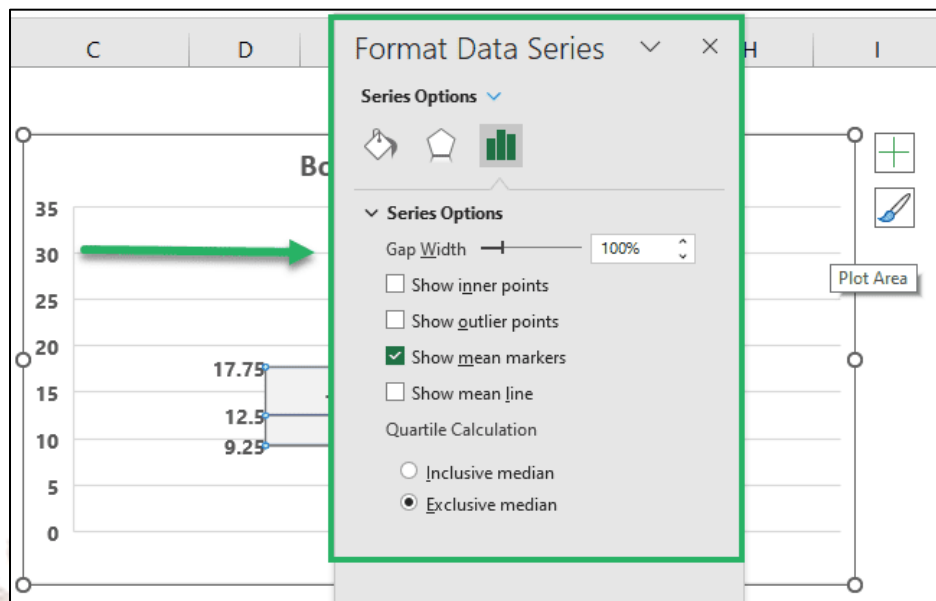 C D H I
Format Data Series
Series Options
Bo
35
30
25
20
15
10
5
0
17.75
12.5
9.25
Series Options
Gap Width 100%
Show inner points
Show outlier points
Show mean markers
Show mean line
Quartile Calculation
Inclusive median
Exclusive median
Plot Area